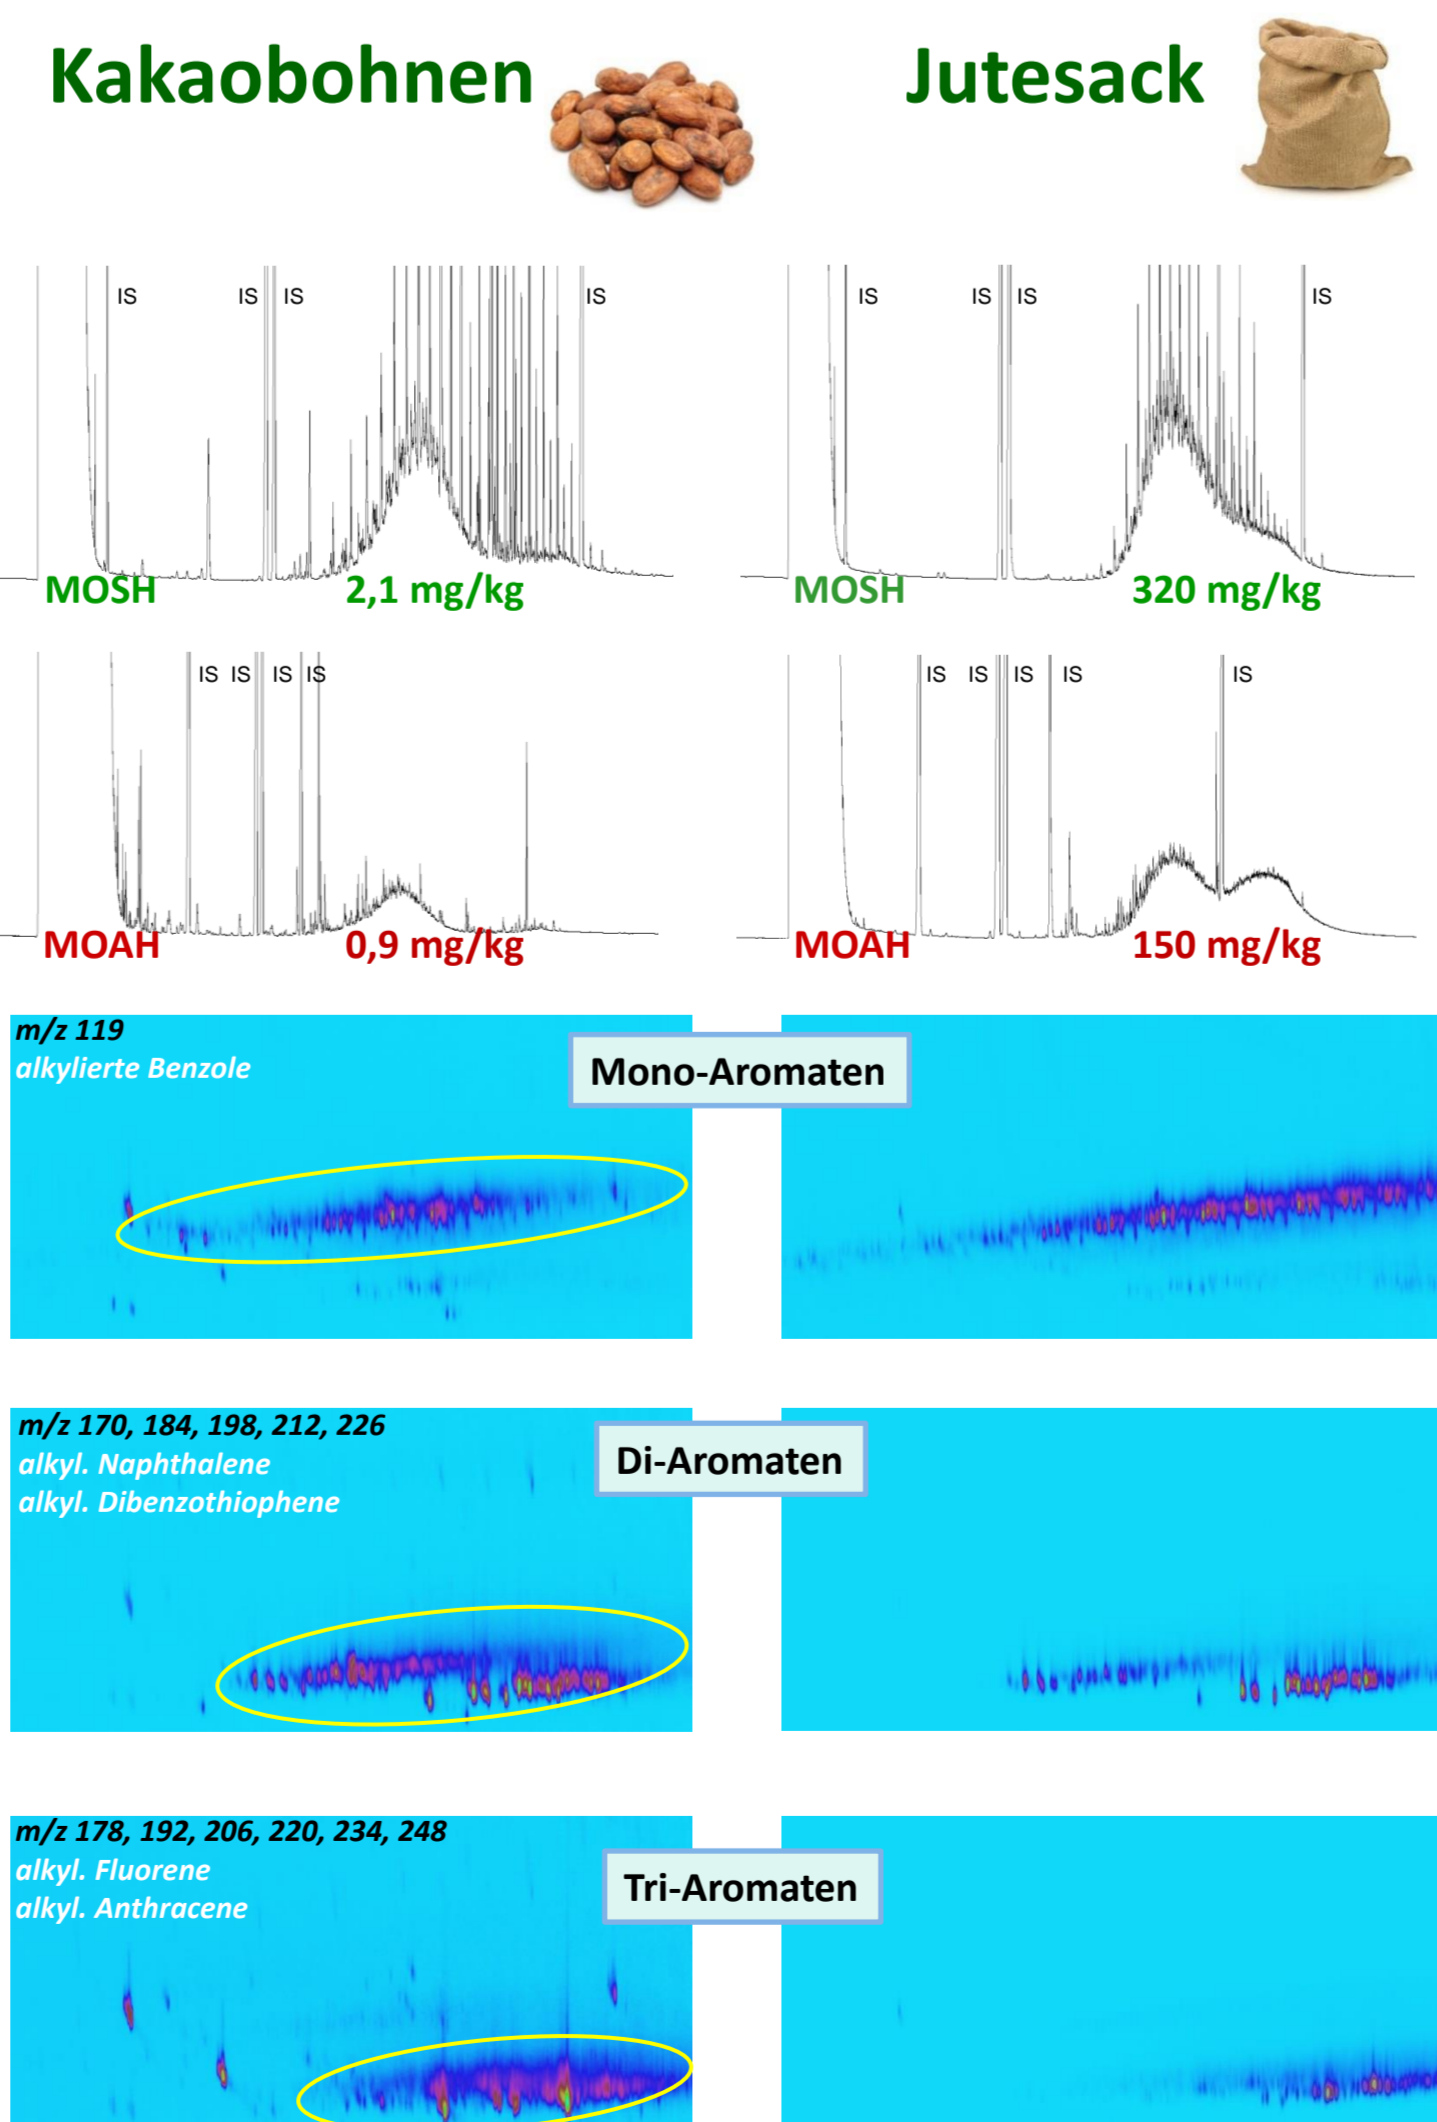 Kakaobohnen
Jutesack
IS IS IS IS
IS IS IS IS
MOSH 2,1 mg/kg
MOSH 320 mg/kg
IS IS IS IS
IS IS IS IS IS
MOAH 0,9 mg/kg
MOAH 150 mg/kg
m/z 119
alkylierte Benzole
Mono-Aromaten
m/z 170, 184, 198, 212, 226
alkyl. Naphthalene
alkyl. Dibenzothiophene
Di-Aromaten
m/z 178, 192, 206, 220, 234, 248
alkyl. Fluorene
alkyl. Anthracene
Tri-Aromaten